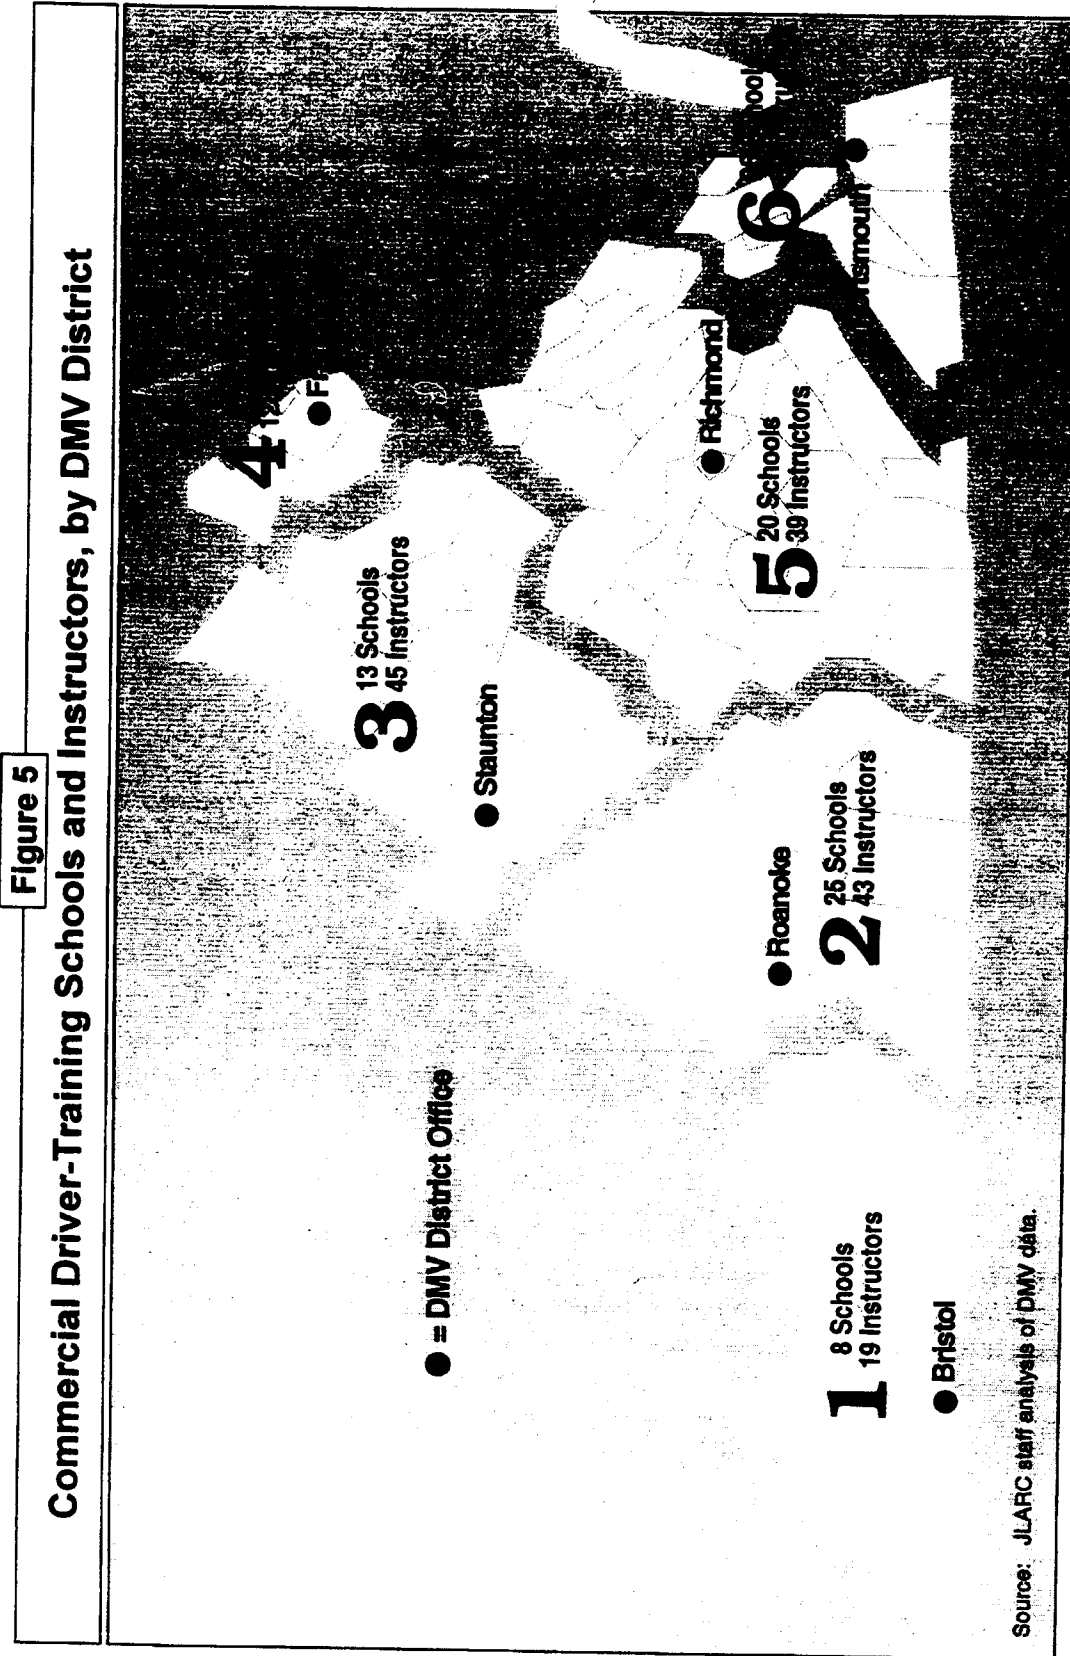 Figure 5
Commercial Driver-Training Schools and Instructors, by DMV District
4
3
13 Schools
45 Instructors
Staunton
= DMV District Office
Richmond
6
5
20 Schools
39 Instructors
Roanoke
2
25 Schools
43 Instructors
1
8 Schools
19 Instructors
Bristol
Source: JLARC staff analysis of DMV data.